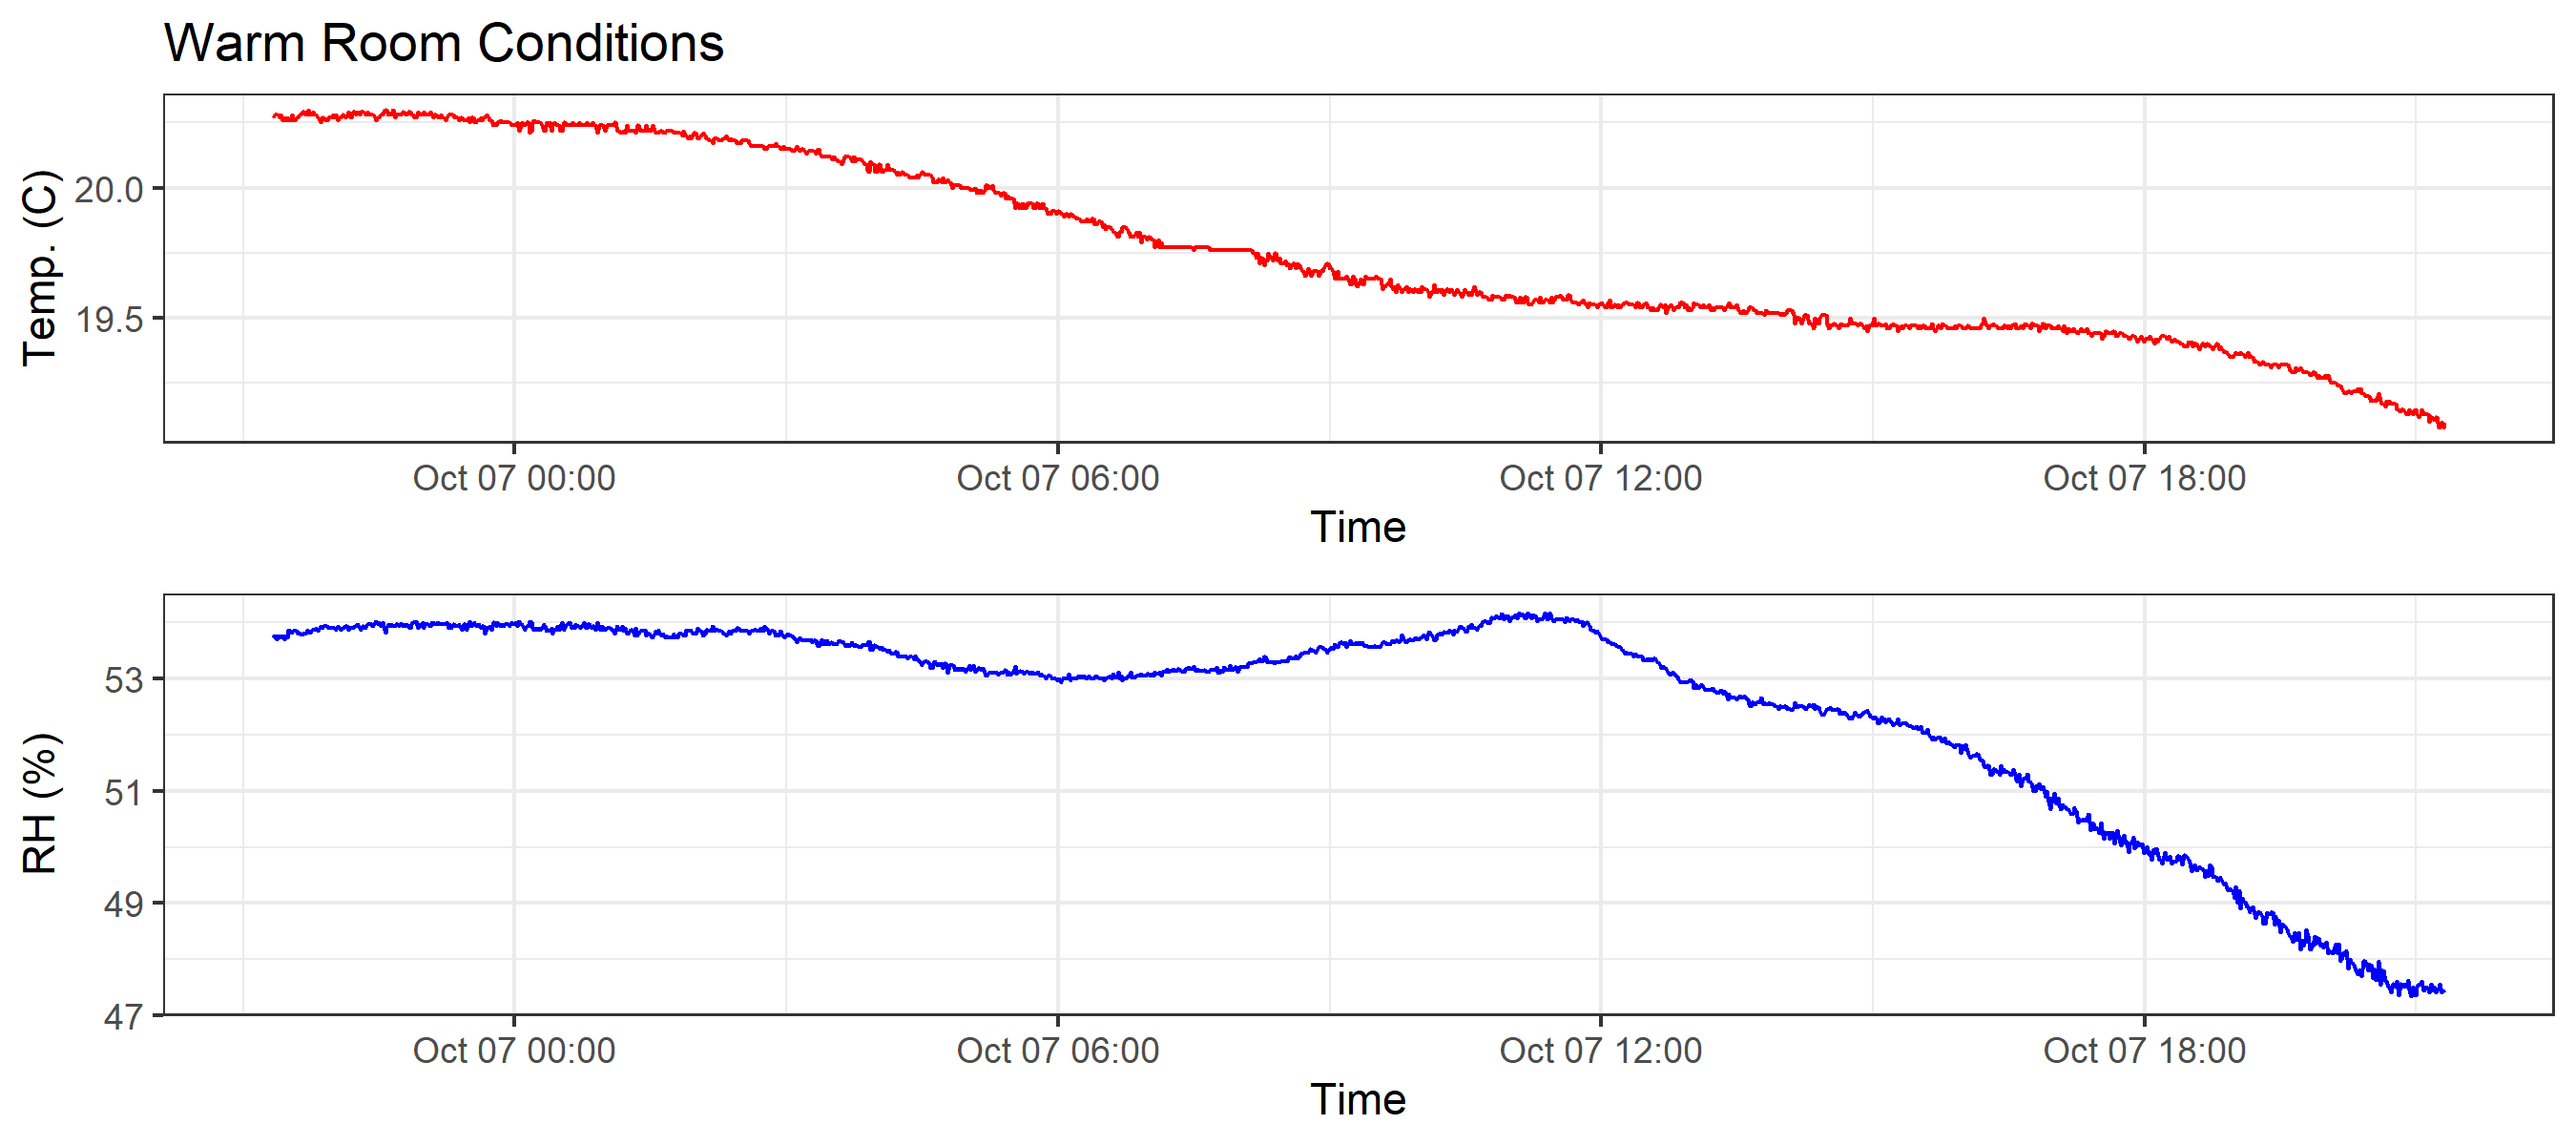 Warm Room Conditions
Temp. (C)
20.0
19.5
Oct 07 00:00 Oct 07 06:00 Oct 07 12:00 Oct 07 18:00
Time
RH (%)
53
51
49
47
Oct 07 00:00 Oct 07 06:00 Oct 07 12:00 Oct 07 18:00
Time